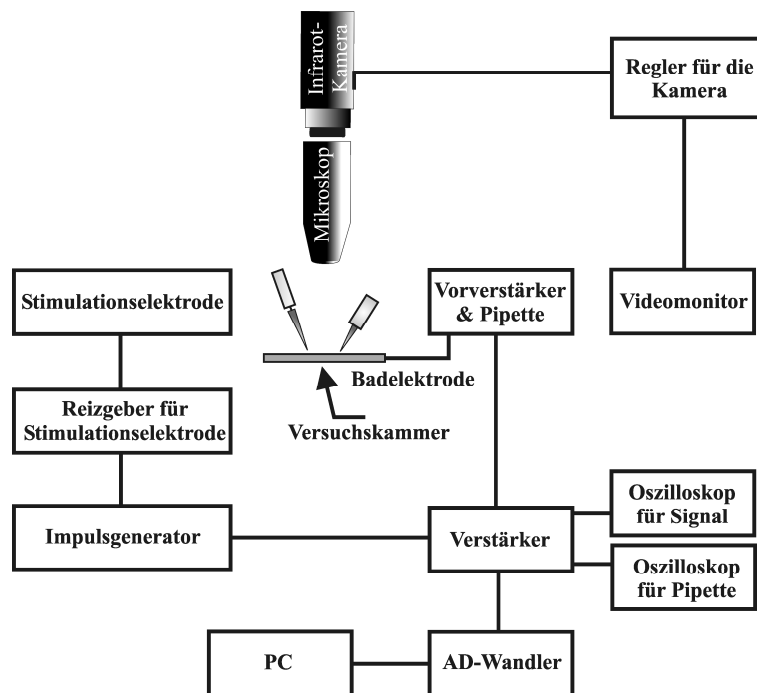 Infrarot-
Kamera
Regler für die
Kamera
Mikroskop
Stimulationselektrode
Vorverstärker
& Pipette
Videomonitor
Badelektrode
Reizgeber für
Stimulationselektrode
Versuchskammer
Oszilloskop
für Signal
Impulsgenerator
Verstärker
Oszilloskop
für Pipette
PC
AD-Wandler